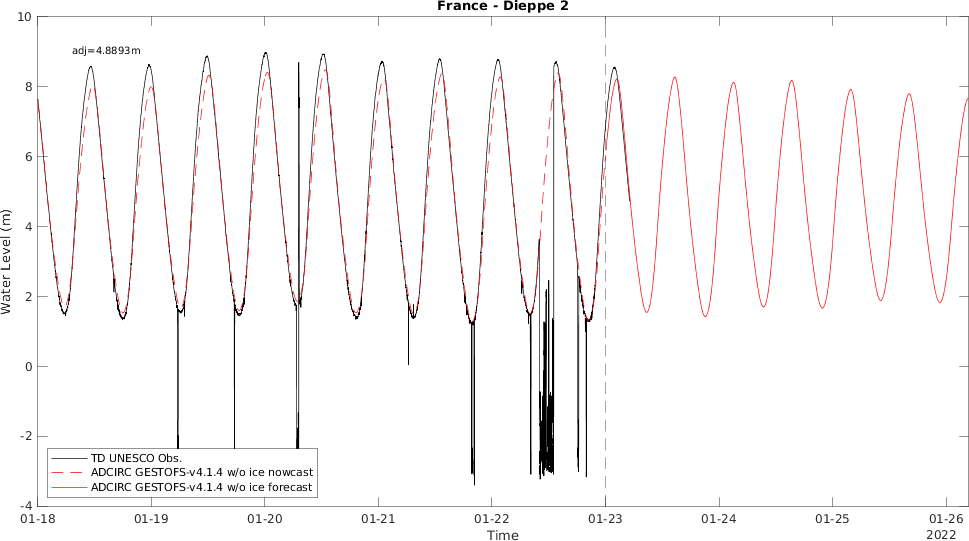 France - Dieppe 2
adj=4.8893m
Water Level (m)
10
8
6
4
2
0
-2
-4
TD UNESCO Obs.
ADCIRC GESTOFS-v4.1.4 w/o ice nowcast
ADCIRC GESTOFS-v4.1.4 w/o ice forecast
01-18 01-19 01-20 01-21 01-22 01-23 01-24 01-25 01-26
Time
2022